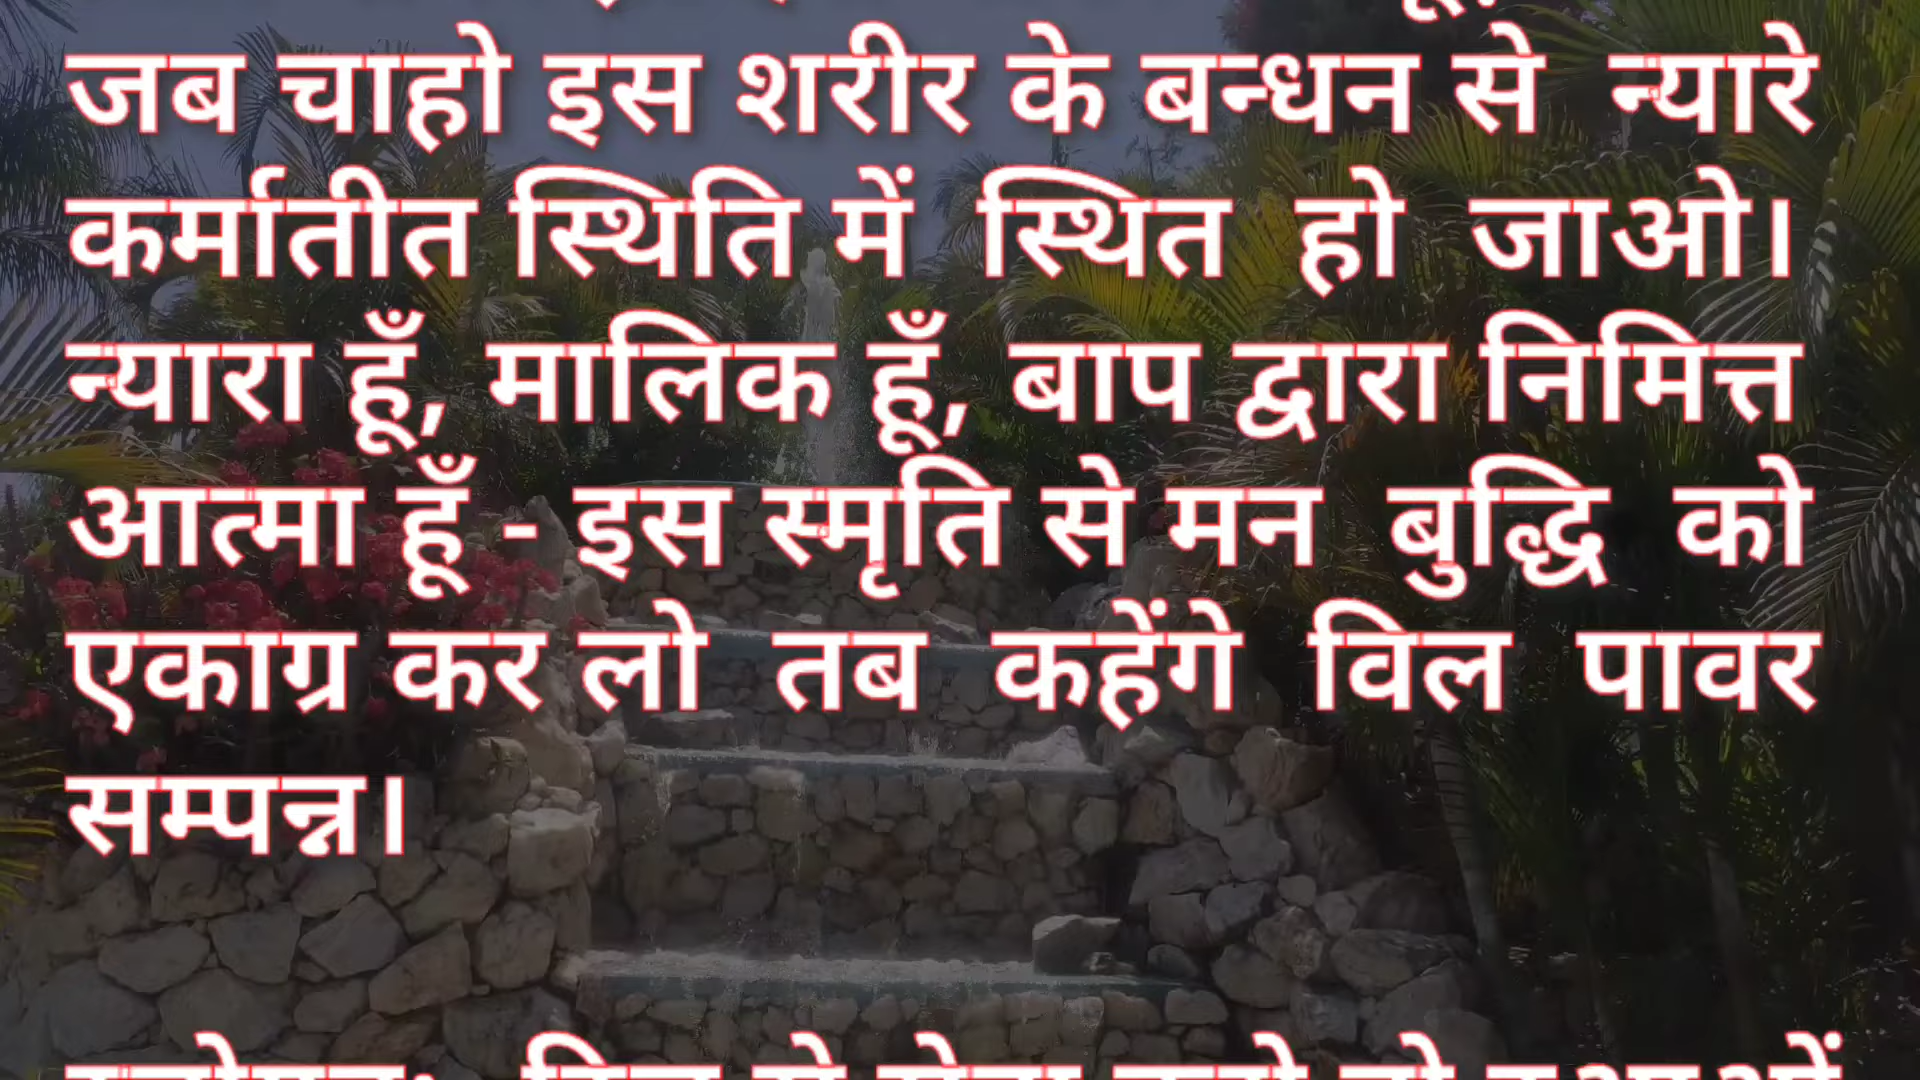 जब चाहो इस शरीर के बन्धन से न्यारे
कर्मातीत स्थिति में स्थित हो जाओ।
न्यारा हूँ, मालिक हूँ, बाप द्वारा निमित्त
आत्मा हूँ - इस स्मृति से मन बुद्धि को
एकाग्र कर लो तब कहेंगे विल पावर
सम्पन्न।